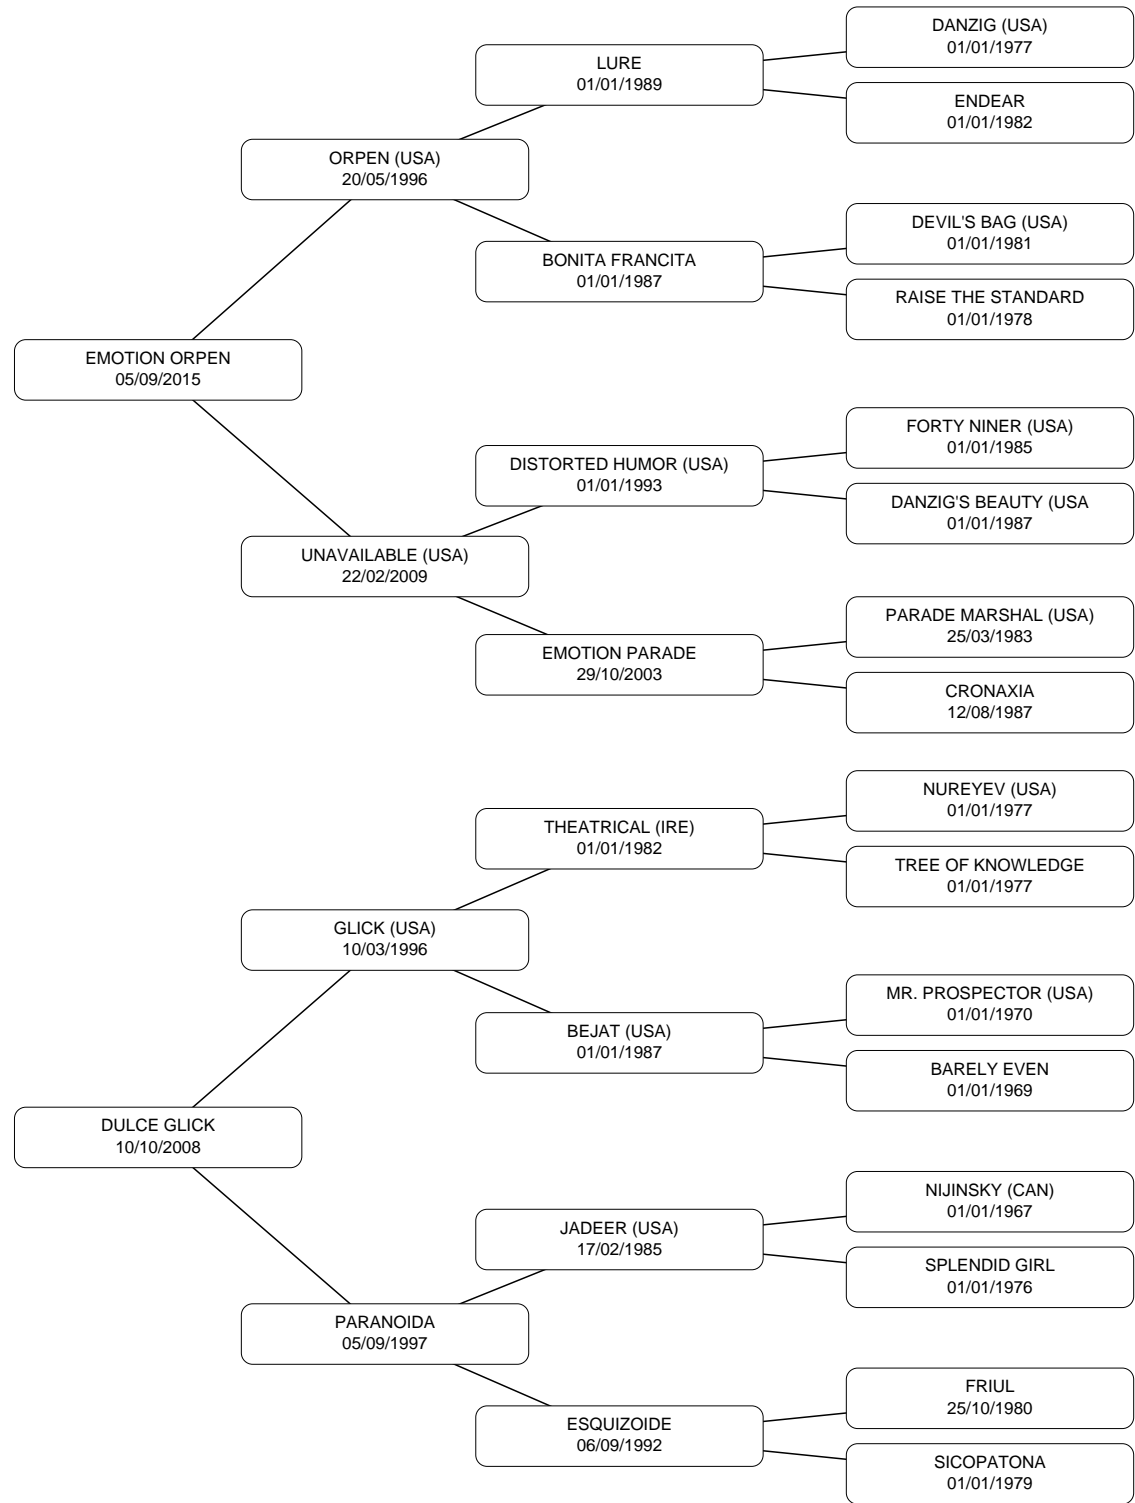 DANZIG (USA)
01/01/1977
LURE
01/01/1989
ENDEAR
01/01/1982
ORPEN (USA)
20/05/1996
DEVIL'S BAG (USA)
01/01/1981
BONITA FRANCITA
01/01/1987
RAISE THE STANDARD
01/01/1978
EMOTION ORPEN
05/09/2015
FORTY NINER (USA)
01/01/1985
DISTORTED HUMOR (USA)
01/01/1993
DANZIG'S BEAUTY (USA
01/01/1987
UNAVAILABLE (USA)
22/02/2009
PARADE MARSHAL (USA)
25/03/1983
EMOTION PARADE
29/10/2003
CRONAXIA
12/08/1987
NUREYEV (USA)
01/01/1977
THEATRICAL (IRE)
01/01/1982
TREE OF KNOWLEDGE
01/01/1977
GLICK (USA)
10/03/1996
MR. PROSPECTOR (USA)
01/01/1970
BEJAT (USA)
01/01/1987
BARELY EVEN
01/01/1969
DULCE GLICK
10/10/2008
NIJINSKY (CAN)
01/01/1967
JADEER (USA)
17/02/1985
SPLENDID GIRL
01/01/1976
PARANOIDA
05/09/1997
FRIUL
25/10/1980
ESQUIZOIDE
06/09/1992
SICOPATONA
01/01/1979